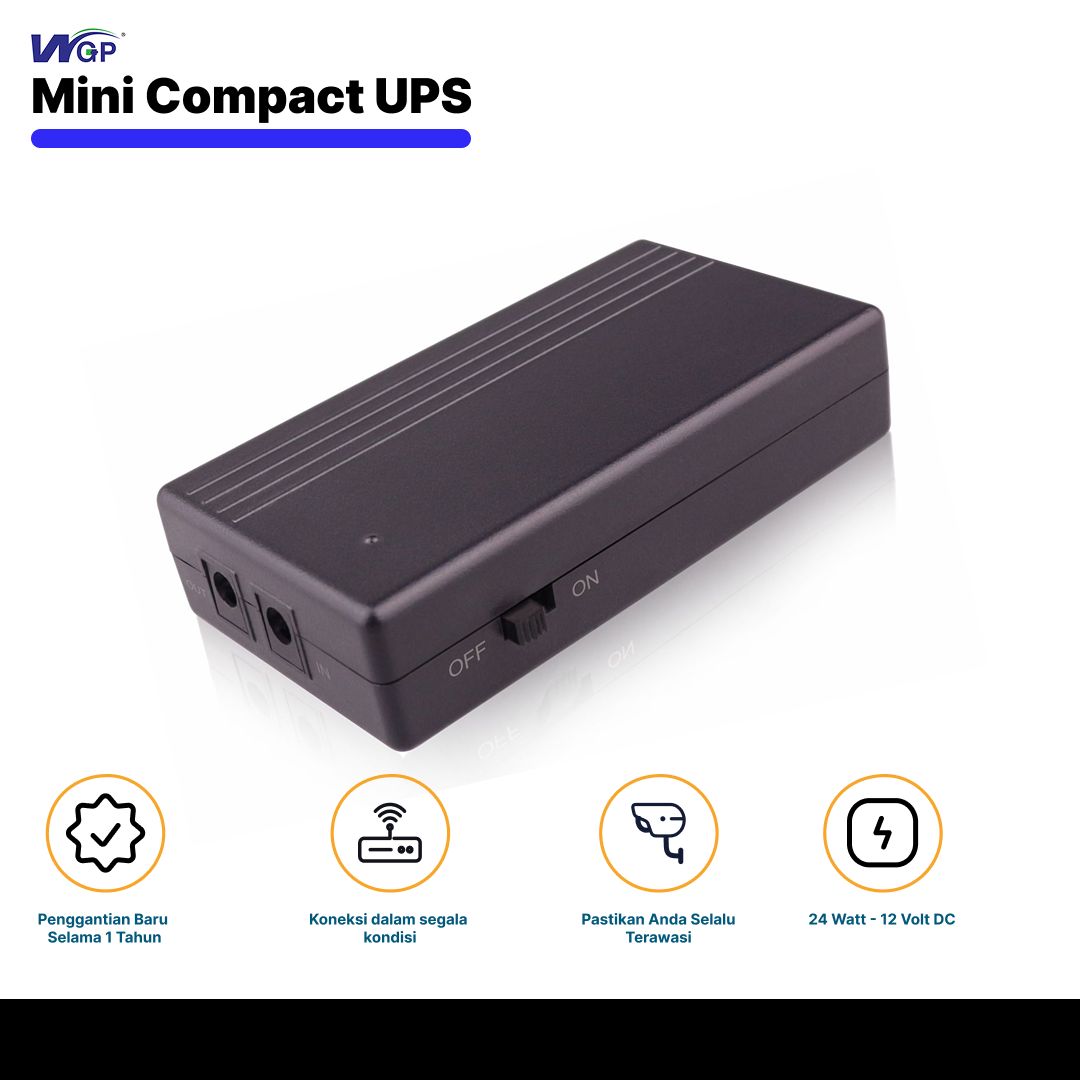 WGP
Mini Compact UPS
OUT
IN
OFF
ON
Penggantian Baru
Selama 1 Tahun
Koneksi dalam segala
kondisi
Pastikan Anda Selalu
Terawasi
24 Watt - 12 Volt DC